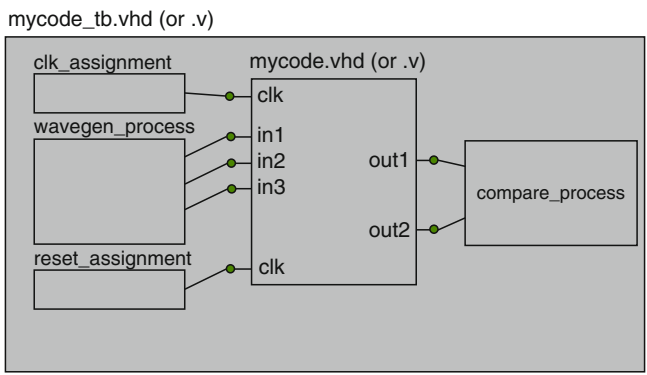 mycode_tb.vhd (or .v)
clk_assignment
mycode.vhd (or .v)
clk
wavegen_process
in1
in2
in3
out1
out2
compare_process
reset_assignment
clk